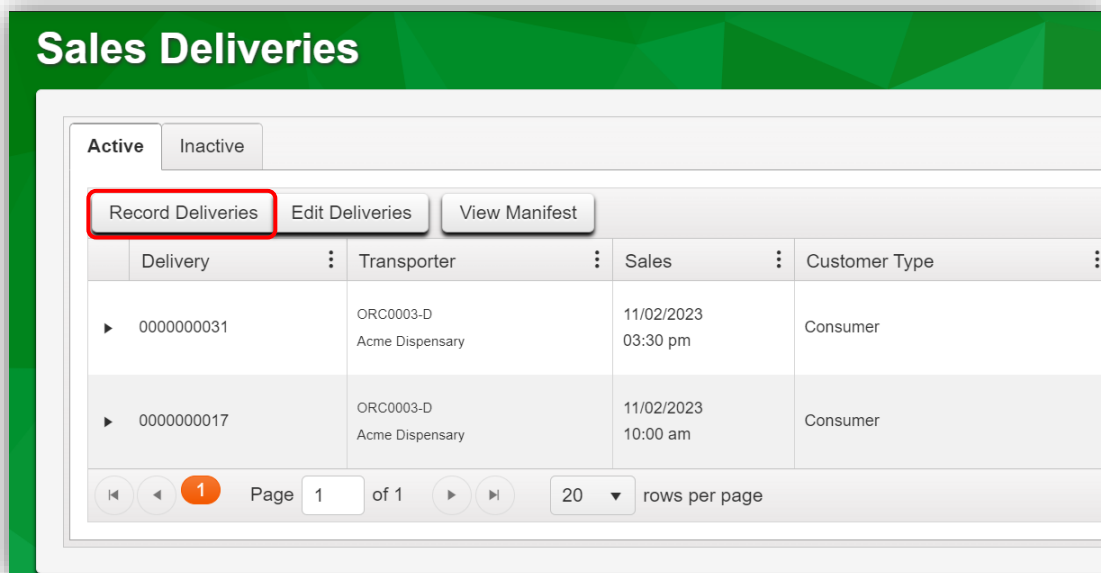 Sales Deliveries
Active Inactive
Record Deliveries Edit Deliveries View Manifest
Delivery Transporter Sales Customer Type
0000000031 ORC0003-D Acme Dispensary 11/02/2023 03:30 pm Consumer
0000000017 ORC0003-D Acme Dispensary 11/02/2023 10:00 am Consumer
1 Page 1 of 1 20 rows per page